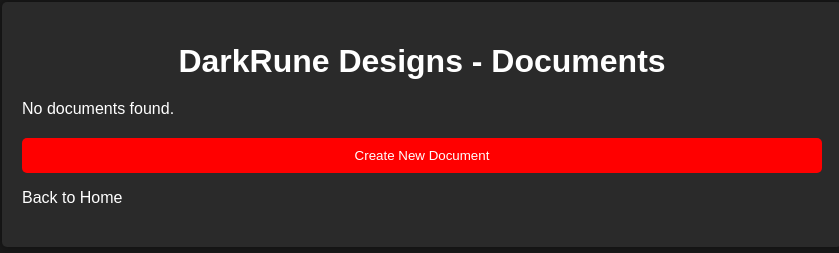 DarkRune Designs - Documents
No documents found.
Create New Document
Back to Home